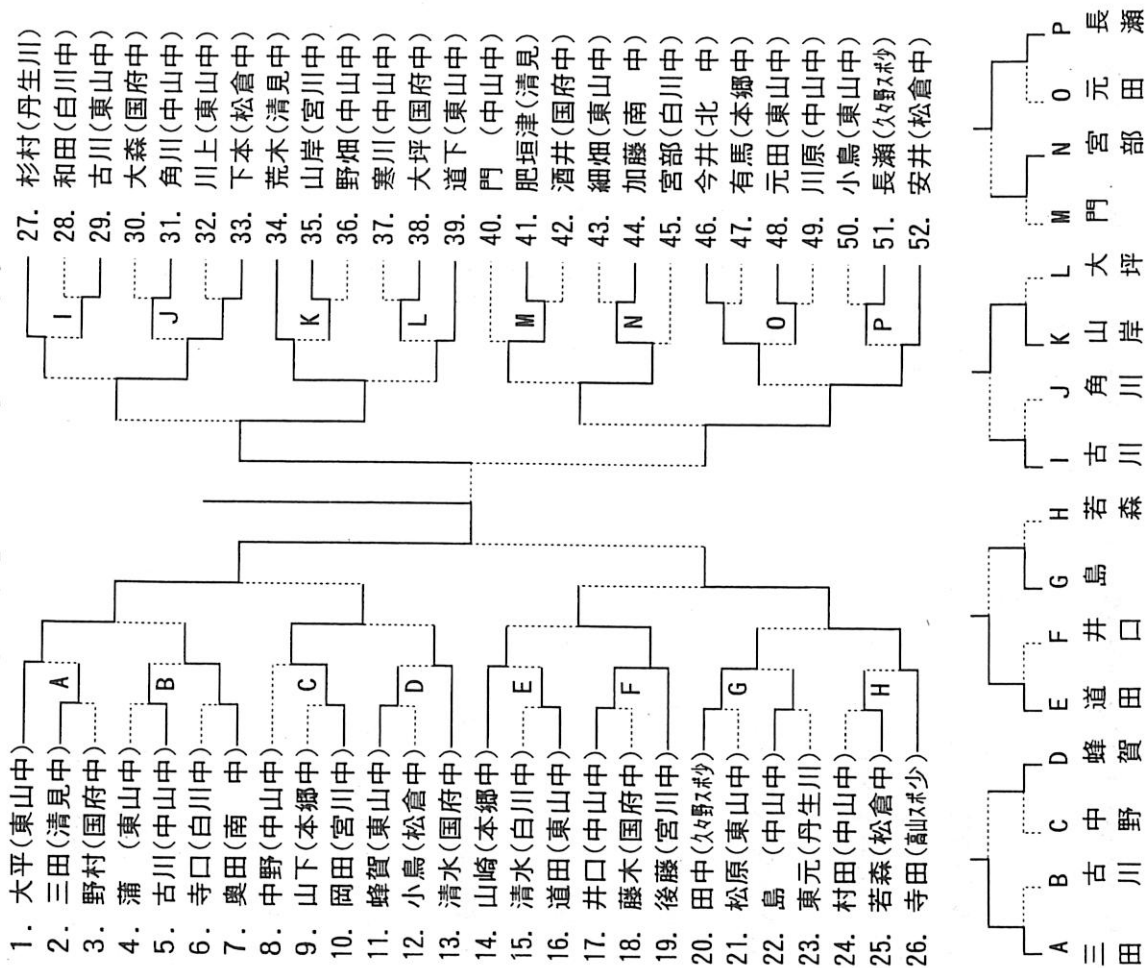 1. 大平(東山中)
2. 三田(清見中)
3. 野村(国府中)
4. 蒲 (東山中)
5. 古川(中山中)
6. 寺口(白川中)
7. 奥田(南 中)
8. 中野(中山中)
9. 山下(本郷中)
10. 岡田(宮川中)
11. 蜂賀(東山中)
12. 小鳥(松倉中)
13. 清水(国府中)
14. 山崎(本郷中)
15. 清水(白川中)
16. 道田(東山中)
17. 井口(中山中)
18. 藤木(国府中)
19. 後藤(宮川中)
20. 田中(久々野スポ少)
21. 松原(東山中)
22. 島 (中山中)
23. 東元(丹生川)
24. 村田(中山中)
25. 若森(松倉中)
26. 寺田(高山スポ少)
A
B
C
D
E
F
G
H
27. 杉村(丹生川)
28. 和田(白川中)
29. 古川(東山中)
30. 大森(国府中)
31. 角川(中山中)
32. 川上(東山中)
33. 下本(松倉中)
34. 荒木(清見中)
35. 山岸(宮川中)
36. 野畑(中山中)
37. 寒川(中山中)
38. 大坪(国府中)
39. 道下(東山中)
40. 門 (中山中)
41. 肥垣津(清見)
42. 酒井(国府中)
43. 細畑(東山中)
44. 加藤(南 中)
45. 宮部(白川中)
46. 今井(北 中)
47. 有馬(本郷中)
48. 元田(東山中)
49. 川原(中山中)
50. 小鳥(東山中)
51. 長瀬(久々野スポ少)
52. 安井(松倉中)
I
J
K
L
M
N
O
P
A 三田
B 古川
C 中野
D 蜂賀
E 道田
F 井口
G 島
H 若森
I 古川
J 角川
K 山岸
L 大坪
M 門
N 宮部
O 元田
P 長瀬